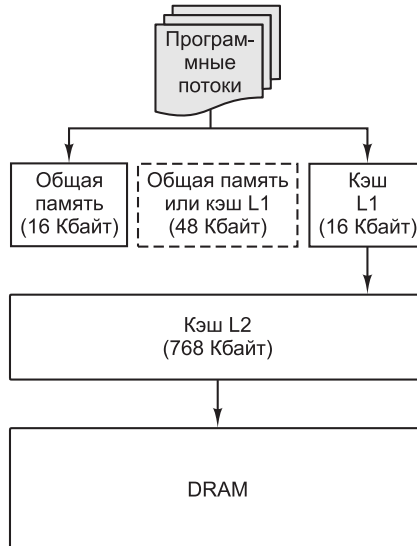 Програм-
мные
потоки
Общая
память
(16 Кбайт)
Общая память
или кэш L1
(48 Кбайт)
Кэш
L1
(16 Кбайт)
Кэш L2
(768 Кбайт)
DRAM